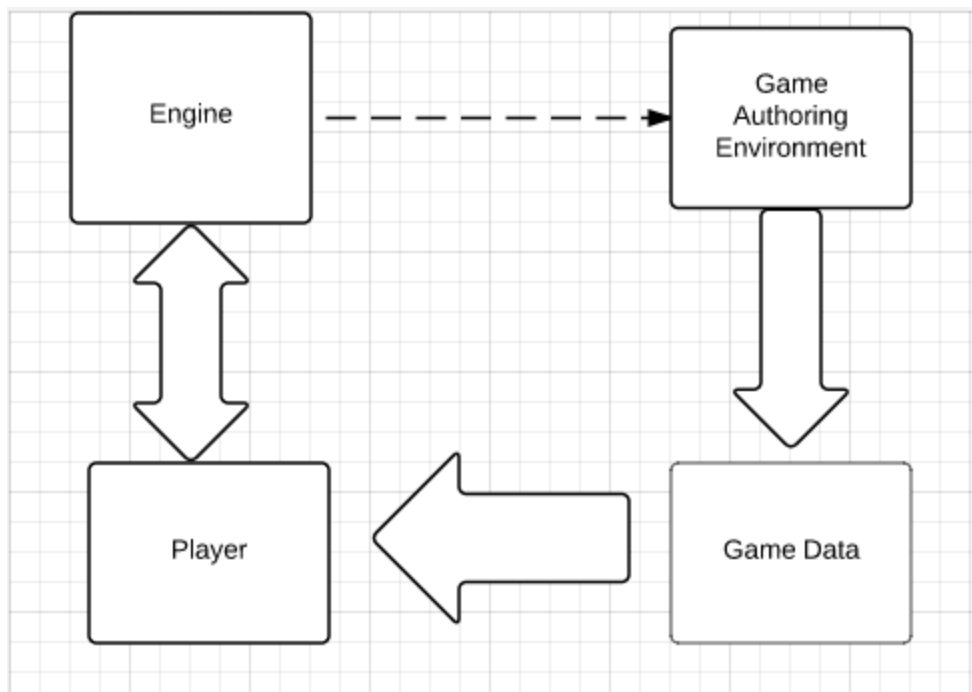 Engine
Game
Authoring
Environment
Player
Game Data